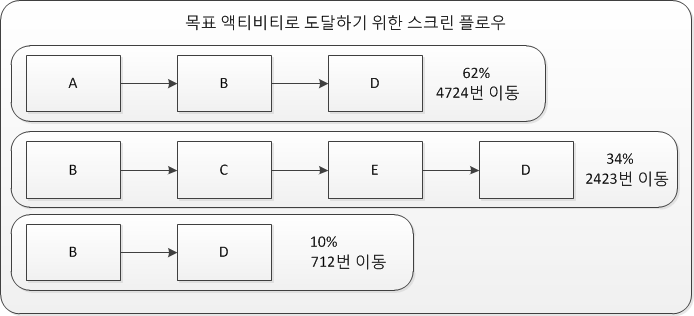 목표 액티비티로 도달하기 위한 스크린 플로우
A B D
62%
4724번 이동
B C E D
34%
2423번 이동
B D
10%
712번 이동